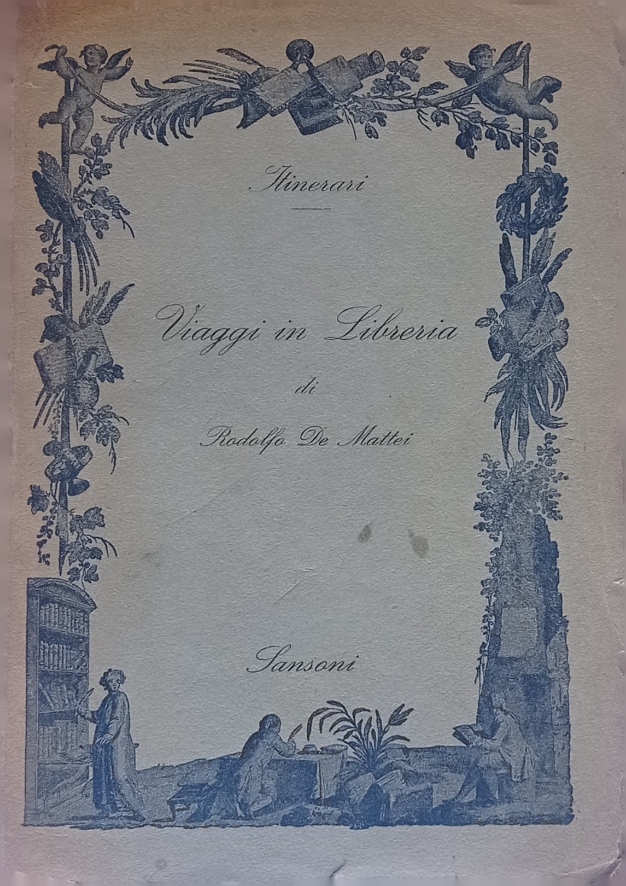 Itinerari
Viaggi in Libreria
di
Rodolfo De Mattei
Sansoni